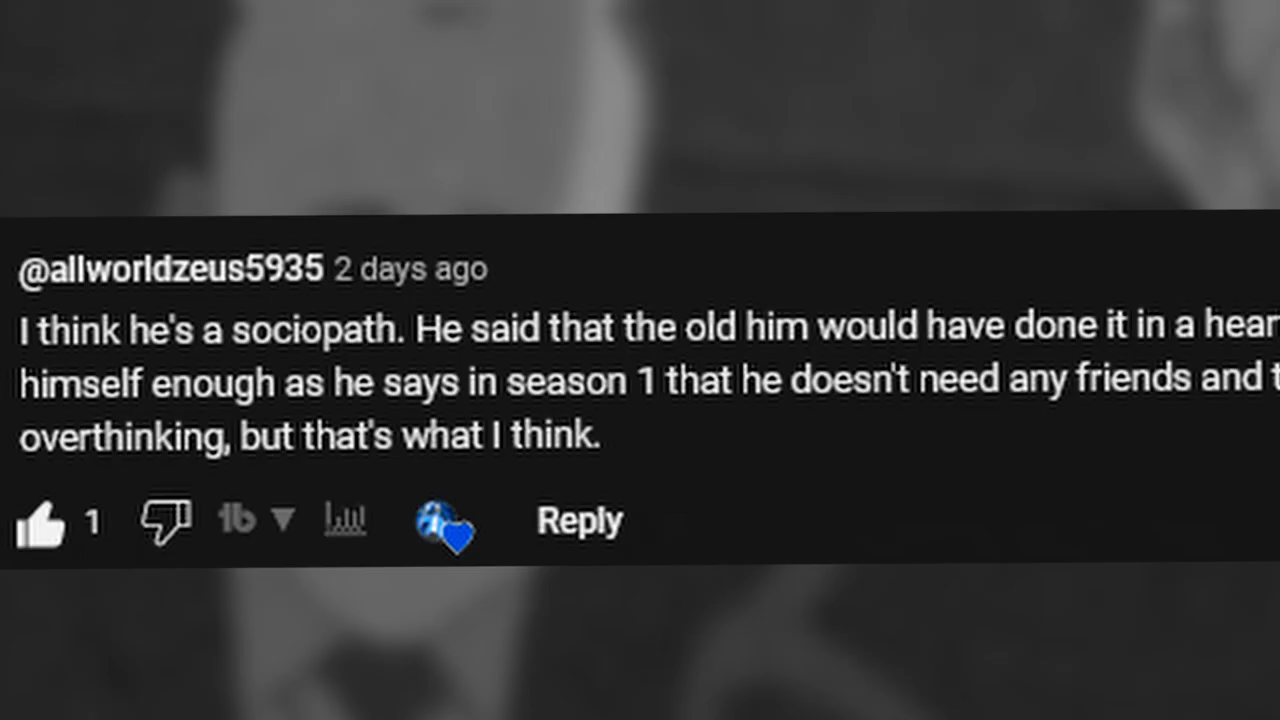 @allworldzeus5935 2 days ago
I think he's a sociopath. He said that the old him would have done it in a
himself enough as he says in season 1 that he doesn't need any friends and
overthinking, but that's what I think.
1 Reply